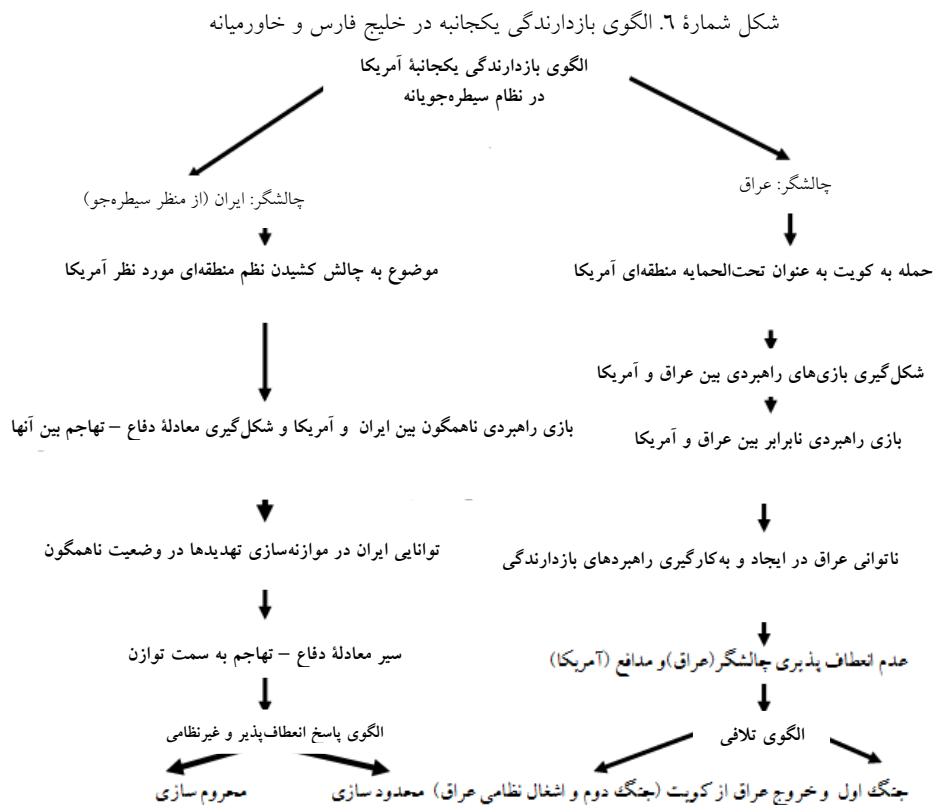 شکل شمارۀ ٦. الگوی بازدارندگی یکجانبه در خلیج فارس و خاورمیانه
الگوی بازدارندگی یکجانبۀ آمریکا
در نظام سیطره‌جویانه
چالشگر: عراق
چالشگر: ایران (از منظر سیطره‌جو)
حمله به کویت به عنوان تحت‌الحمایه منطقه‌ای آمریکا
موضوع به چالش کشیدن نظم منطقه‌ای مورد نظر آمریکا
شکل‌گیری بازی‌های راهبردی بین عراق و آمریکا
بازی راهبردی نابرابر بین عراق و آمریکا
بازی راهبردی ناهمگون بین ایران و آمریکا و شکل‌گیری معادلۀ دفاع – تهاجم بین آنها
ناتوانی عراق در ایجاد و به‌کارگیری راهبردهای بازدارندگی
توانایی ایران در موازنه‌سازی تهدیدها در وضعیت ناهمگون
عدم انعطاف پذیری چالشگر(عراق)و مدافع (آمریکا)
سیر معادلۀ دفاع – تهاجم به سمت توازن
الگوی تلافی
الگوی پاسخ انعطاف‌پذیر و غیرنظامی
جنگ اول و خروج عراق از کویت (جنگ دوم و اشغال نظامی عراق) محدود سازی
محروم سازی